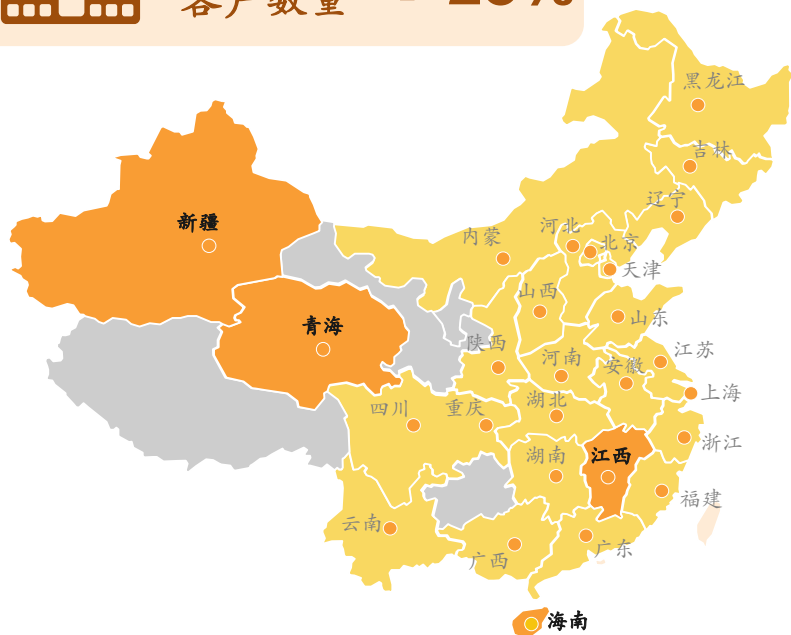 客户数量
黑龙江
吉林
辽宁
新疆
内蒙
河北
北京
天津
山西
青海
山东
陕西
河南
安徽
江苏
上海
四川
重庆
湖北
浙江
湖南
江西
福建
云南
广西
广东
海南